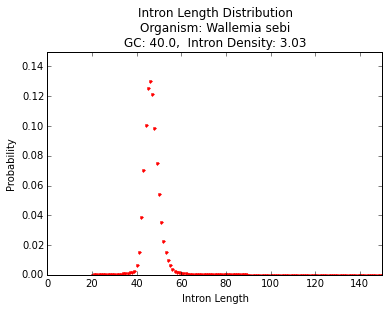 Intron Length Distribution
Organism: Wallemia sebi
GC: 40.0,  Intron Density: 3.03
0.14
0.12
0.10
0.08
0.06
0.04
0.02
0.00
Probability
0 20 40 60 80 100 120 140
Intron Length